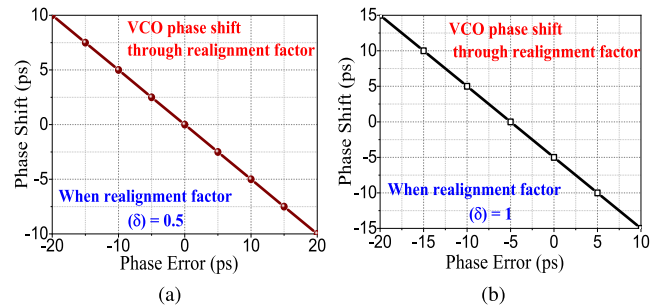 (a)
VCO phase shift
through realignment factor
Phase Shift (ps)
10
5
0
-5
-10
When realignment factor
(δ) = 0.5
-20 -10 0 10 20
Phase Error (ps)
(a)
(b)
VCO phase shift
through realignment factor
Phase Shift (ps)
15
10
5
0
-5
-10
-15
When realignment factor
(δ) = 1
-20 -15 -10 -5 0 5 10
Phase Error (ps)
(b)